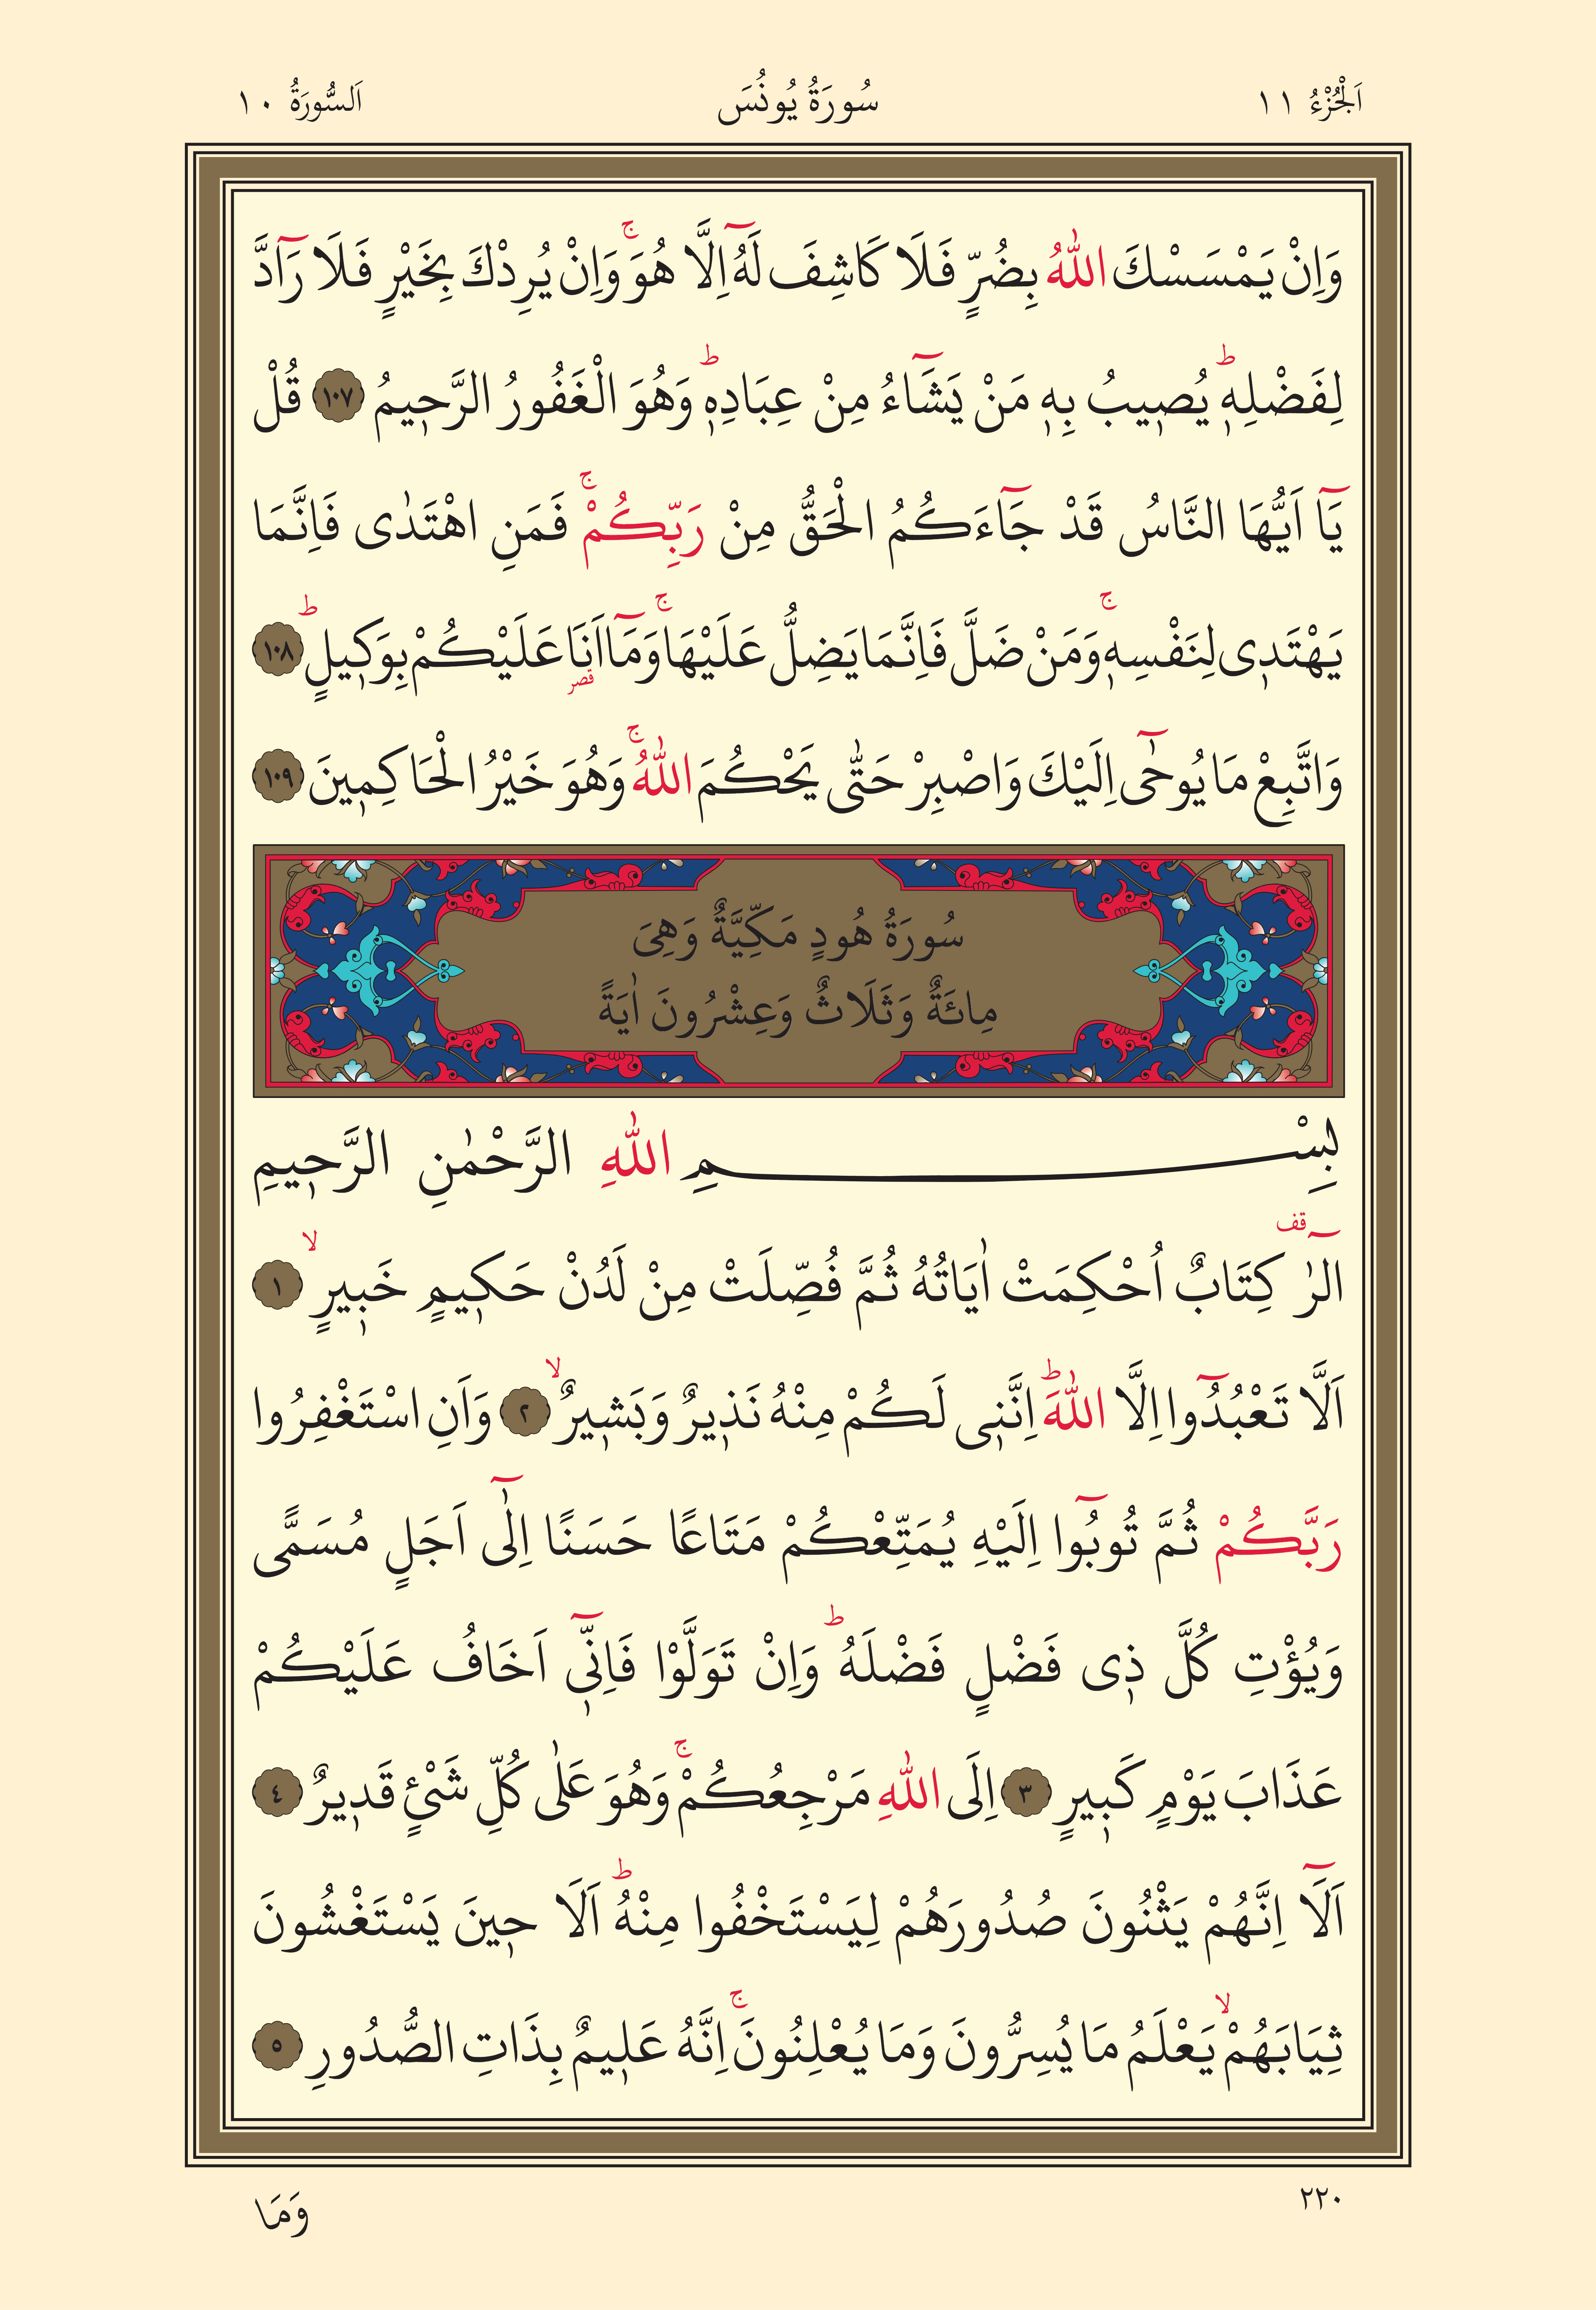 اَلْجُزْءُ ١١ سُورَةُ يُونُسَ اَلسُّورَةُ ١٠
وَاِنْ يَمْسَسْكَ اللّٰهُ بِضُرٍّ فَلَا كَاشِفَ لَهُٓ اِلَّا هُوَۚ وَاِنْ يُرِدْكَ بِخَيْرٍ فَلَا رَٓادَّ
لِفَضْلِه۪ۜ يُص۪يبُ بِه۪ مَنْ يَشَٓاءُ مِنْ عِبَادِه۪ۜ وَهُوَ الْغَفُورُ الرَّح۪يمُ ﴿١٠٧﴾ قُلْ
يَٓا اَيُّهَا النَّاسُ قَدْ جَٓاءَكُمُ الْحَقُّ مِنْ رَبِّكُمْۚ فَمَنِ اهْتَدٰى فَاِنَّمَا
يَهْتَد۪ى لِنَفْسِه۪ۚ وَمَنْ ضَلَّ فَاِنَّمَا يَضِلُّ عَلَيْهَاۚ وَمَٓا اَنَا۬ عَلَيْكُمْ بِوَك۪يلٍۜ ﴿١٠٨﴾
وَاتَّبِعْ مَا يُوحٰٓى اِلَيْكَ وَاصْبِرْ حَتّٰى يَحْكُمَ اللّٰهُۚ وَهُوَ خَيْرُ الْحَاكِم۪ينَ ﴿١٠٩﴾
سُورَةُ هُودٍ مَكِّيَّةٌ وَهِىَ
مِائَةٌ وَثَلَاثٌ وَعِشْرُونَ اٰيَةً
بِسْمِ اللّٰهِ الرَّحْمٰنِ الرَّح۪يمِ
الٓرٰ۠ كِتَابٌ اُحْكِمَتْ اٰيَاتُهُ ثُمَّ فُصِّلَتْ مِنْ لَدُنْ حَك۪يمٍ خَب۪يرٍۙ ﴿١﴾
اَلَّا تَعْبُدُٓوا اِلَّا اللّٰهَۜ اِنَّن۪ى لَكُمْ مِنْهُ نَذ۪يرٌ وَبَش۪يرٌۙ ﴿٢﴾ وَاَنِ اسْتَغْفِرُوا
رَبَّكُمْ ثُمَّ تُوبُٓوا اِلَيْهِ يُمَتِّعْكُمْ مَتَاعًا حَسَنًا اِلٰٓى اَجَلٍ مُسَمًّى
وَيُؤْتِ كُلَّ ذ۪ى فَضْلٍ فَضْلَهُۜ وَاِنْ تَوَلَّوْا فَاِنّ۪ٓى اَخَافُ عَلَيْكُمْ
عَذَابَ يَوْمٍ كَب۪يرٍ ﴿٣﴾ اِلَى اللّٰهِ مَرْجِعُكُمْۚ وَهُوَ عَلٰى كُلِّ شَىْءٍ قَد۪يرٌ ﴿٤﴾
اَلَٓا اِنَّهُمْ يَثْنُونَ صُدُورَهُمْ لِيَسْتَخْفُوا مِنْهُۜ اَلَا ح۪ينَ يَسْتَغْشُونَ
ثِيَابَهُمْۙ يَعْلَمُ مَا يُسِرُّونَ وَمَا يُعْلِنُونَۚ اِنَّهُ عَل۪يمٌ بِذَاتِ الصُّدُورِ ﴿٥﴾
٢٢٠ وَمَا